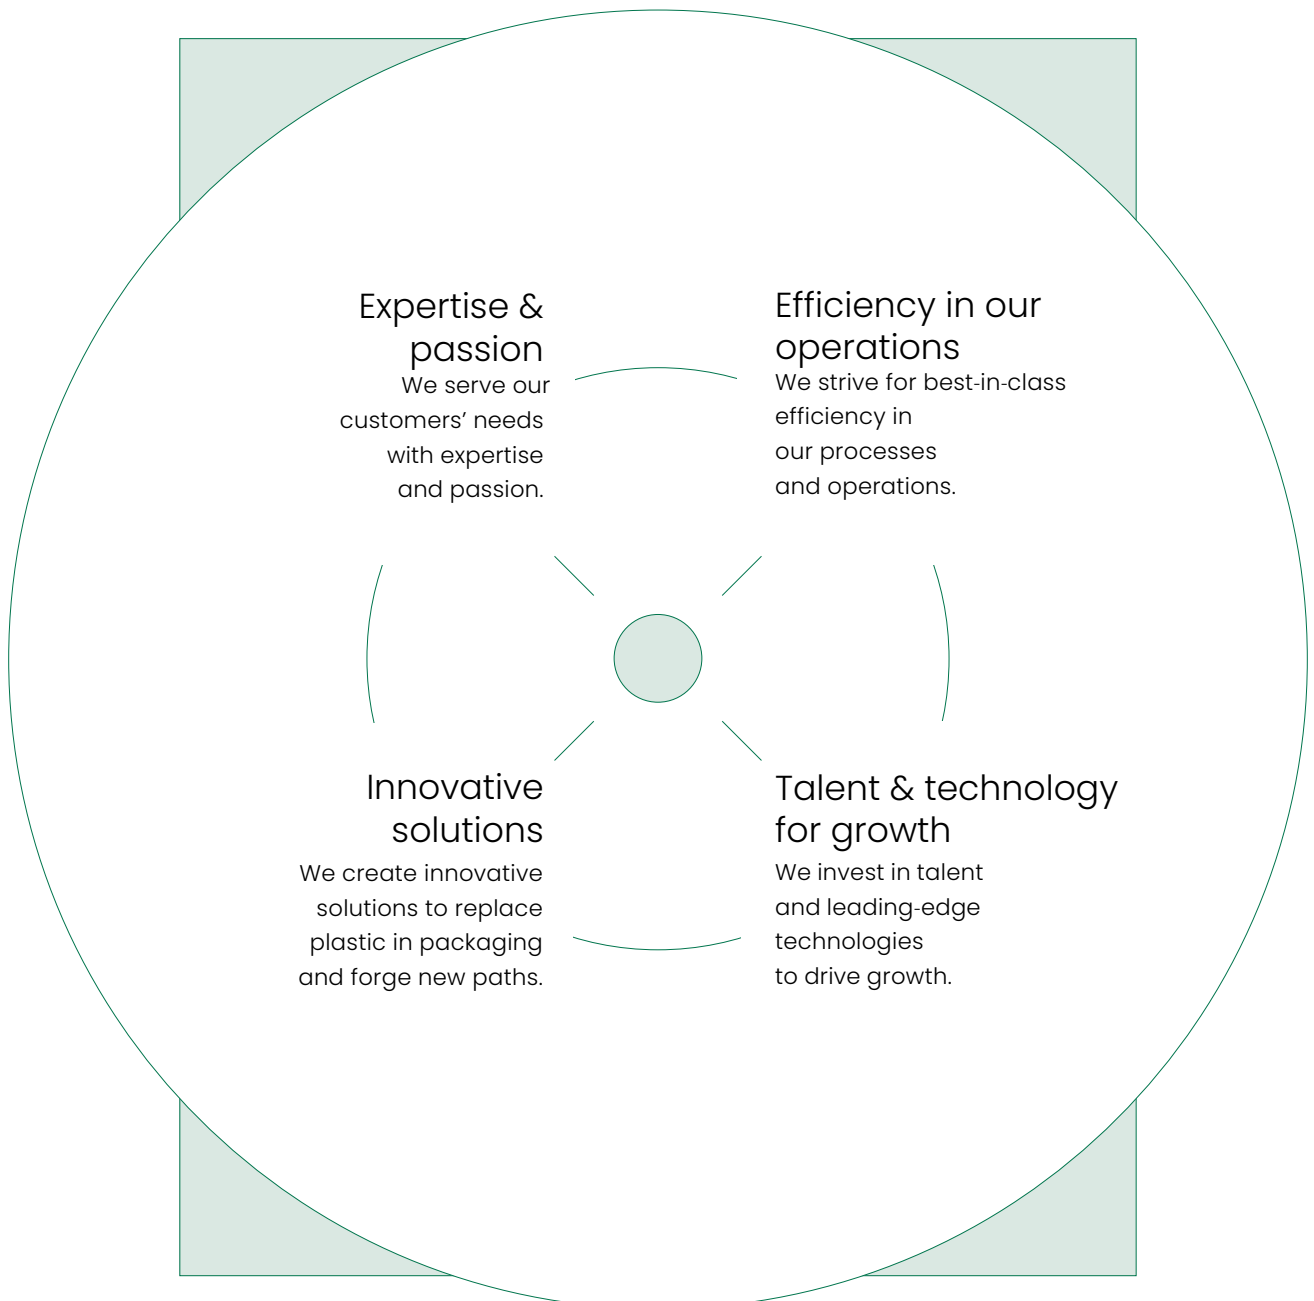 Expertise &
passion
We serve our
customers’ needs
with expertise
and passion.
Efficiency in our
operations
We strive for best-in-class
efficiency in
our processes
and operations.
Innovative
solutions
We create innovative
solutions to replace
plastic in packaging
and forge new paths.
Talent & technology
for growth
We invest in talent
and leading-edge
technologies
to drive growth.